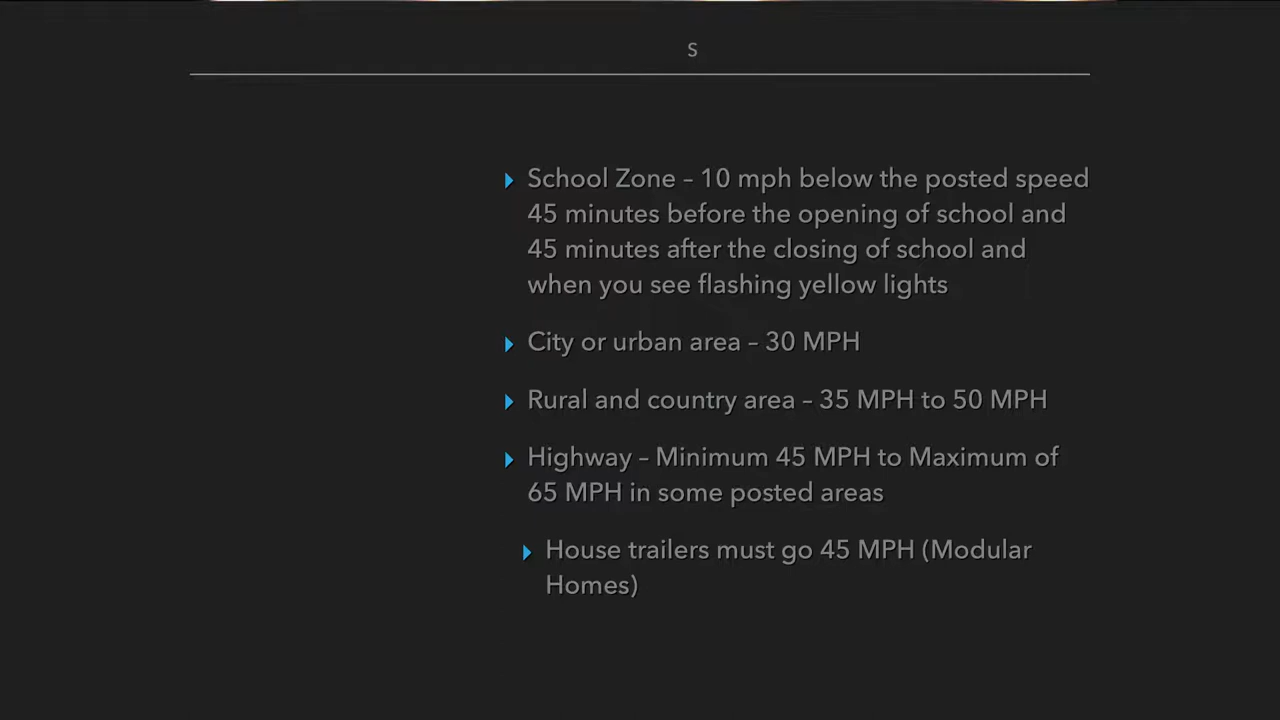 S
School Zone – 10 mph below the posted speed
45 minutes before the opening of school and
45 minutes after the closing of school and
when you see flashing yellow lights
City or urban area – 30 MPH
Rural and country area – 35 MPH to 50 MPH
Highway – Minimum 45 MPH to Maximum of
65 MPH in some posted areas
House trailers must go 45 MPH (Modular
Homes)